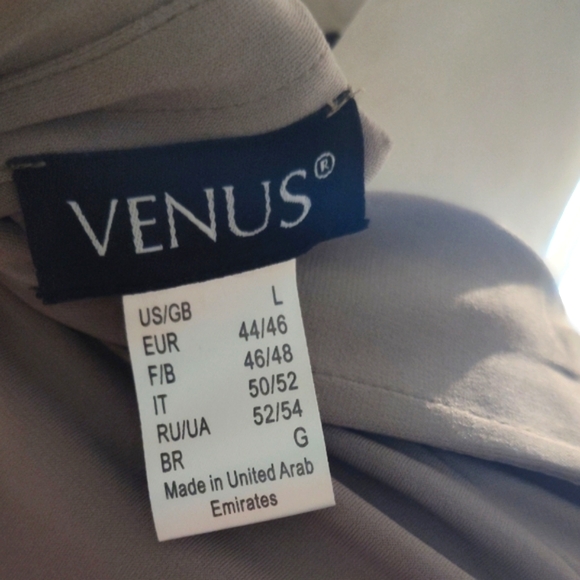 VENUS®
US/GB L
EUR 44/46
F/B 46/48
IT 50/52
RU/UA 52/54
BR G
Made in United Arab
Emirates